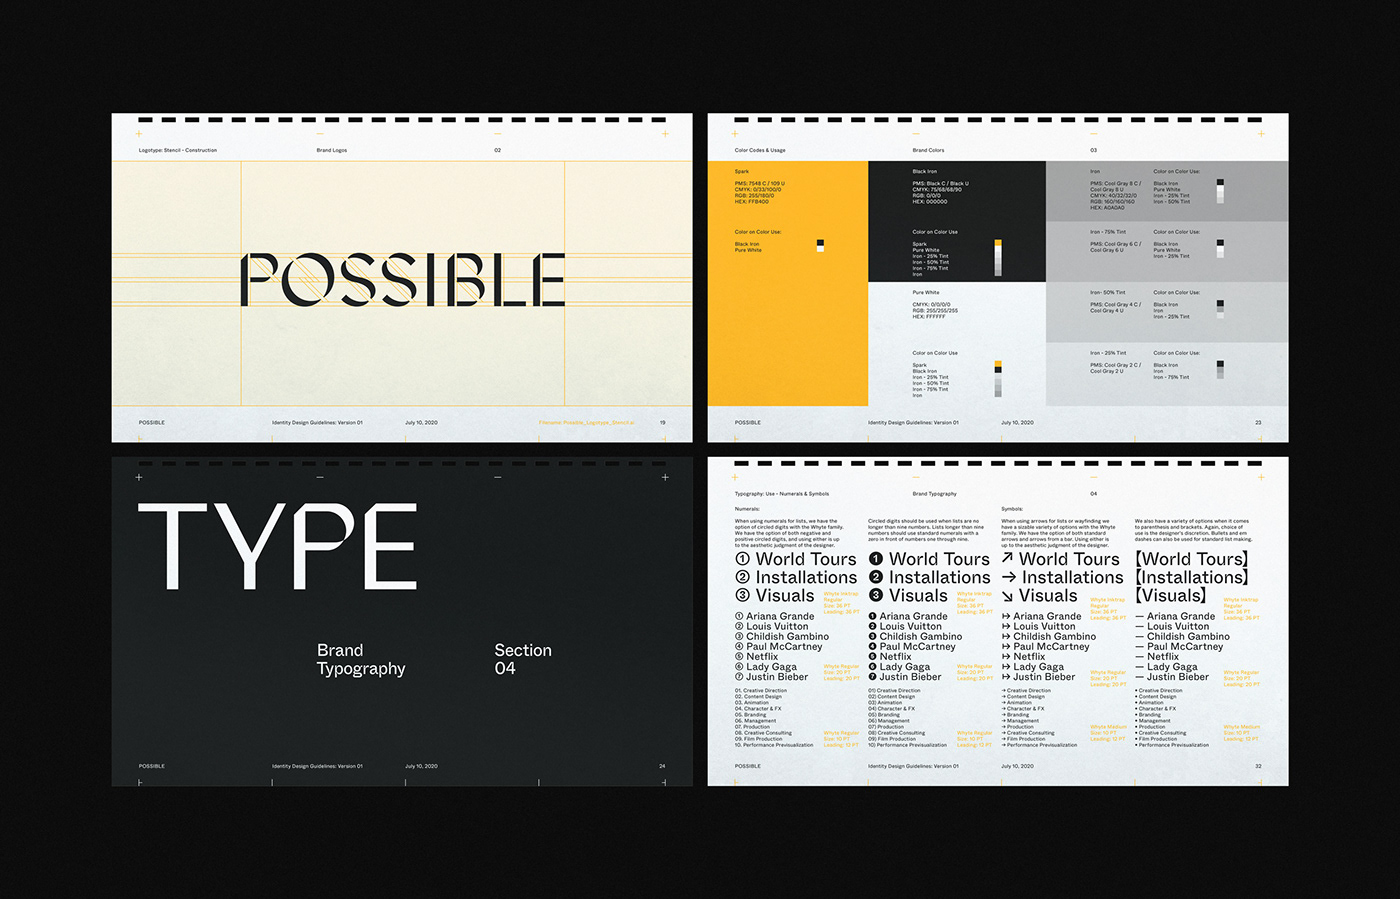 Logotype: Stencil - Construction
Brand Logos
02
POSSIBLE
POSSIBLE
Identity Design Guidelines: Version 01
July 10, 2020
Filename: Possible_Logotype_Stencil.ai
19
Color Codes & Usage
Brand Colors
03
Spark
PMS: 7548 C / 109 U
CMYK: 0/33/100/0
RGB: 255/180/0
HEX: FFB400
Color on Color Use:
Black Iron
Pure White
Black Iron
PMS: Black C / Black U
CMYK: 75/68/68/90
RGB: 0/0/0
HEX: 000000
Color on Color Use
Spark
Pure White
Iron - 25% Tint
Iron - 50% Tint
Iron - 75% Tint
Iron
Pure White
CMYK: 0/0/0/0
RGB: 255/255/255
HEX: FFFFFF
Color on Color Use
Spark
Black Iron
Iron - 25% Tint
Iron - 50% Tint
Iron - 75% Tint
Iron
Iron
PMS: Cool Gray 8 C /
Cool Gray 8 U
CMYK: 40/32/32/0
RGB: 160/160/160
HEX: A0A0A0
Color on Color Use:
Black Iron
Pure White
Iron - 25% Tint
Iron - 50% Tint
Iron - 75% Tint
PMS: Cool Gray 6 C /
Cool Gray 6 U
Color on Color Use:
Black Iron
Pure White
Iron - 25% Tint
Iron- 50% Tint
PMS: Cool Gray 4 C /
Cool Gray 4 U
Color on Color Use:
Black Iron
Iron
Iron - 25% Tint
Iron - 25% Tint
PMS: Cool Gray 2 C /
Cool Gray 2 U
Color on Color Use:
Black Iron
Iron
Iron - 75% Tint
POSSIBLE
Identity Design Guidelines: Version 01
July 10, 2020
23
TYPE
Brand
Typography
Section
04
POSSIBLE
Identity Design Guidelines: Version 01
July 10, 2020
24
Typography: Use - Numerals & Symbols
Brand Typography
04
Numerals:
When using numerals for lists, we have the
option of circled digits with the Whyte family.
We have the option of both negative and
positive circled digits, and using either is up
to the aesthetic judgment of the designer.
① World Tours
② Installations
③ Visuals
Whyte Inktrap
Regular
Size: 36 PT
Leading: 36 PT
① Ariana Grande
② Louis Vuitton
③ Childish Gambino
④ Paul McCartney
⑤ Netflix
⑥ Lady Gaga
⑦ Justin Bieber
Whyte Regular
Size: 20 PT
Leading: 20 PT
01. Creative Direction
02. Content Design
03. Animation
04. Character & FX
05. Branding
06. Management
07. Production
08. Creative Consulting
09. Film Production
10. Performance Previsualization
Whyte Regular
Size: 10 PT
Leading: 12 PT
Circled digits should be used when lists are no
longer than nine numbers. Lists longer than nine
numbers should use standard numerals with a
zero in front of numbers one through nine.
❶ World Tours
❷ Installations
❸ Visuals
Whyte Inktrap
Regular
Size: 36 PT
Leading: 36 PT
❶ Ariana Grande
❷ Louis Vuitton
❸ Childish Gambino
❹ Paul McCartney
❺ Netflix
❻ Lady Gaga
❼ Justin Bieber
Whyte Regular
Size: 20 PT
Leading: 20 PT
01) Creative Direction
02) Content Design
03) Animation
04) Character & FX
05) Branding
06) Management
07) Production
08) Creative Consulting
09) Film Production
10) Performance Previsualization
Whyte Regular
Size: 10 PT
Leading: 12 PT
Symbols:
When using arrows for lists or wayfinding we
have a sizable variety of options with the Whyte
family. We have the option of both standard
arrows and arrows from a bar. Using either is
up to the aesthetic judgment of the designer.
↗ World Tours
→ Installations
↘ Visuals
Whyte Inktrap
Regular
Size: 36 PT
Leading: 36 PT
↦ Ariana Grande
↦ Louis Vuitton
↦ Childish Gambino
↦ Paul McCartney
↦ Netflix
↦ Lady Gaga
↦ Justin Bieber
Whyte Regular
Size: 20 PT
Leading: 20 PT
→ Creative Direction
→ Content Design
→ Animation
→ Character & FX
→ Branding
→ Management
→ Production
→ Creative Consulting
→ Film Production
→ Performance Previsualization
Whyte Medium
Size: 10 PT
Leading: 12 PT
We also have a variety of options when it comes
to parenthesis and brackets. Again, choice of
use is the designer's discretion. Bullets and em
dashes can also be used for standard list making.
【World Tours】
【Installations】
【Visuals】
Whyte Inktrap
Regular
Size: 36 PT
Leading: 36 PT
— Ariana Grande
— Louis Vuitton
— Childish Gambino
— Paul McCartney
— Netflix
— Lady Gaga
— Justin Bieber
Whyte Regular
Size: 20 PT
Leading: 20 PT
• Creative Direction
• Content Design
• Animation
• Character & FX
• Branding
• Management
• Production
• Creative Consulting
• Film Production
• Performance Previsualization
Whyte Medium
Size: 10 PT
Leading: 12 PT
POSSIBLE
Identity Design Guidelines: Version 01
July 10, 2020
32